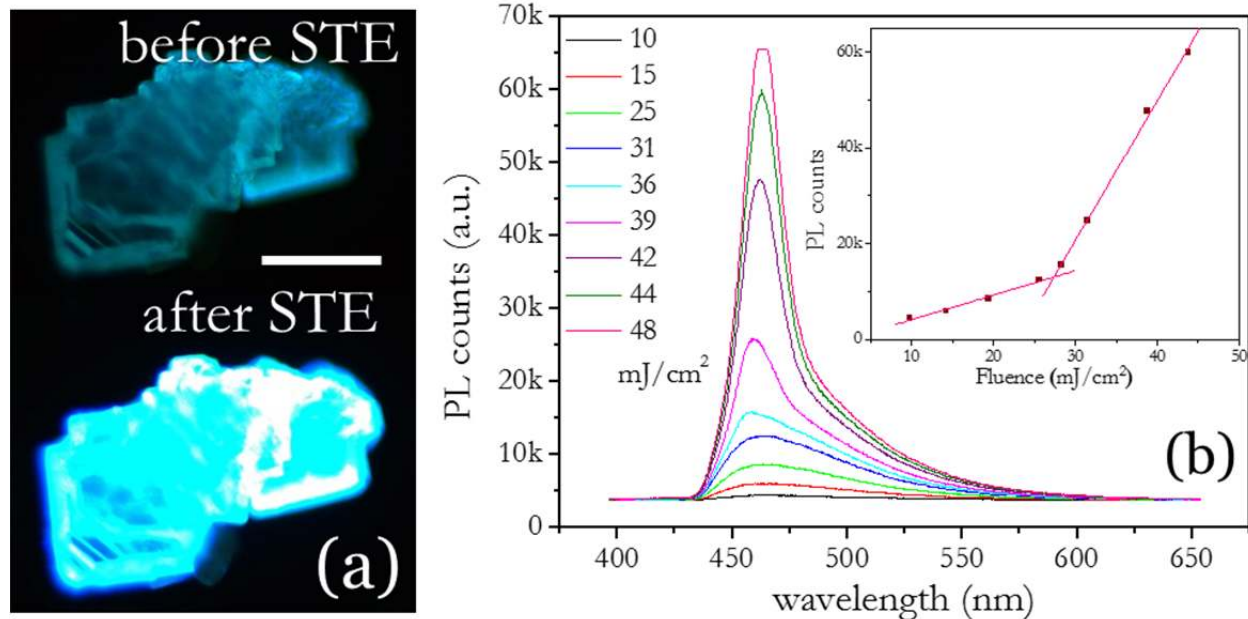 before STE
after STE
(a)
70k
60k
50k
40k
30k
20k
10k
0
PL counts (a.u.)
10
15
25
31
36
39
42
44
48
mJ/cm²
400
450
500
550
600
650
wavelength (nm)
(b)
60k
40k
20k
0
PL counts
10
20
30
40
50
Fluence (mJ/cm²)